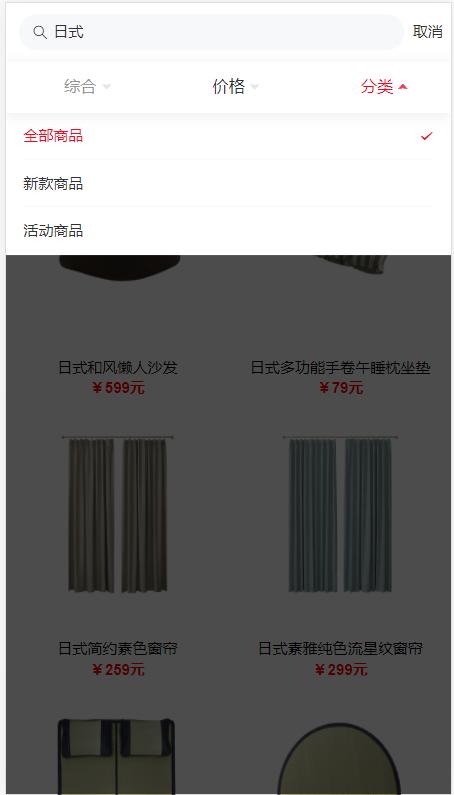 日式 取消
综合 价格 分类
全部商品
新款商品
活动商品
日式和风懒人沙发 日式多功能手卷午睡枕坐垫
￥599元 ￥79元
日式简约素色窗帘 日式素雅纯色流星纹窗帘
￥259元 ￥299元